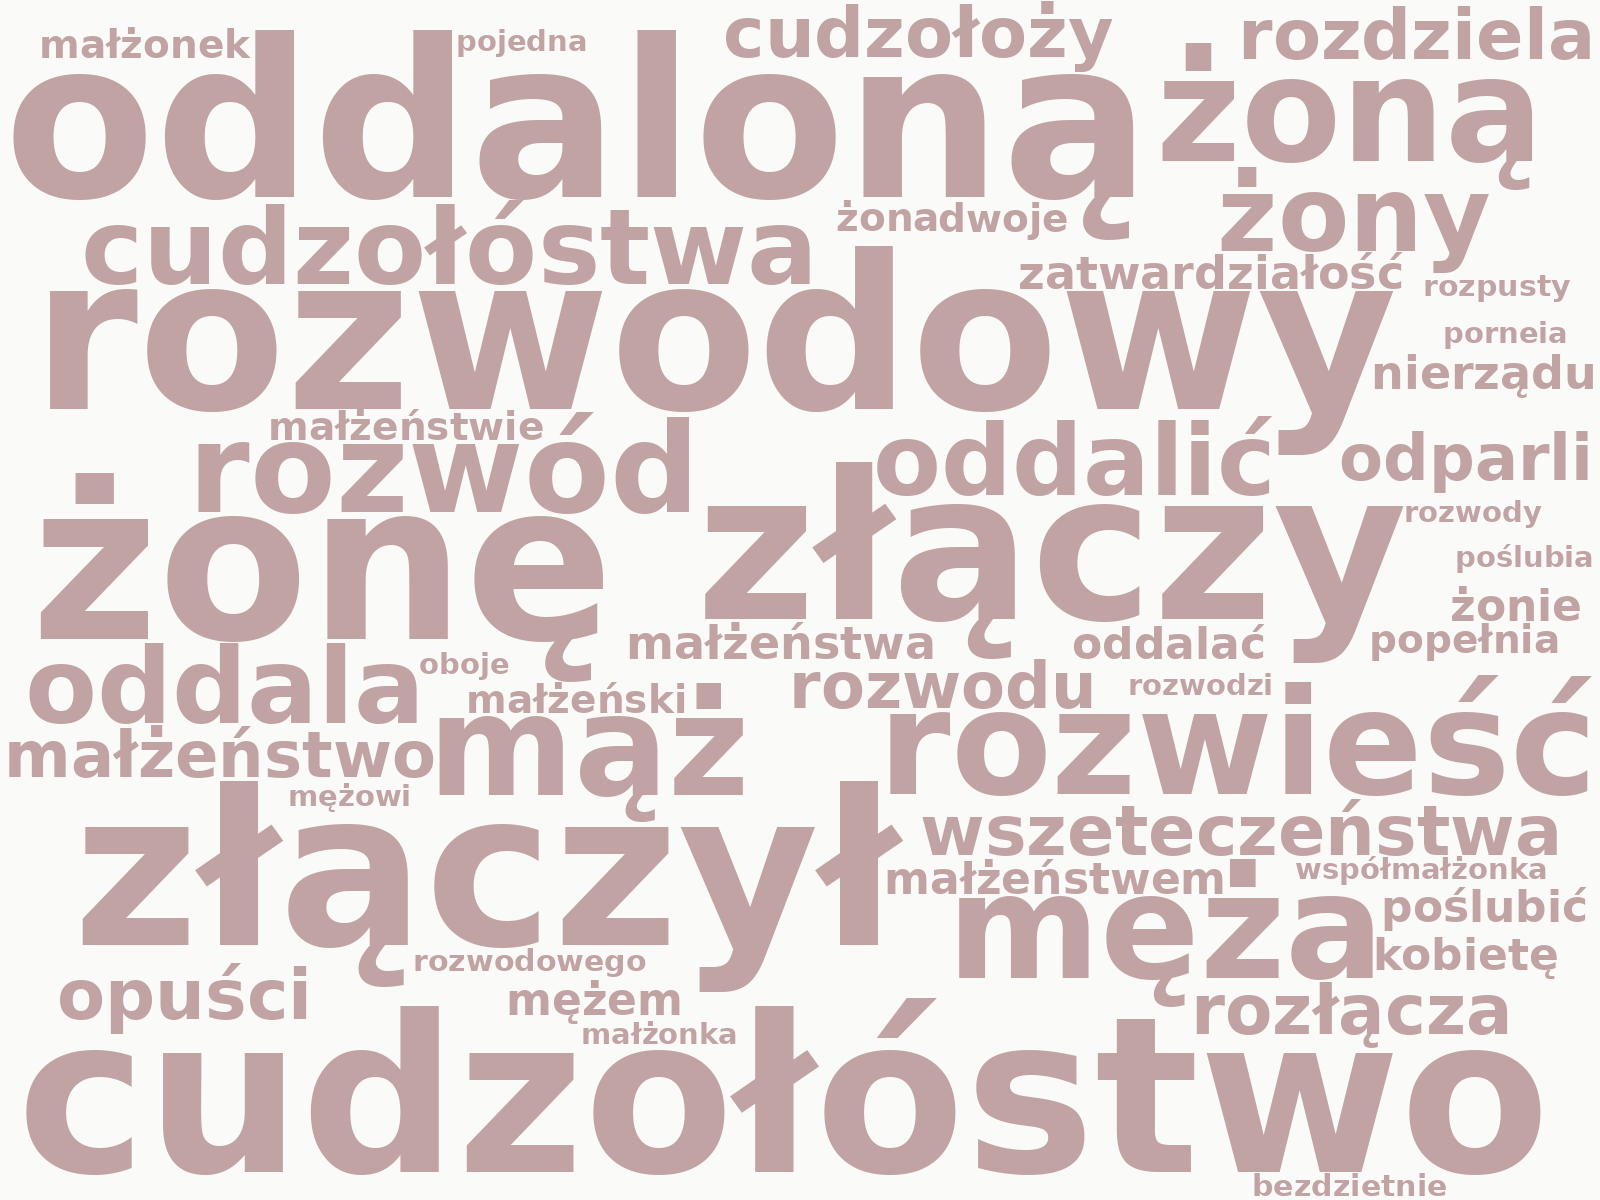 małżonek
pojedna
cudzołoży
rozdziela
oddaloną
żoną
cudzołóstwa
żona
dwoje
żony
zatwardziałość
rozpusty
rozwodowy
porneia
nierządu
małżeństwie
rozwód
oddalić
odparli
żonę
złączy
rozwody
poślubia
żonie
małżeństwa
oddalać
popełnia
oddala
oboje
małżeński
rozwodu
rozwodzi
małżeństwo
mąż
rozwieść
mężowi
złączył
wszeteczeństwa
małżeństwem
współmałżonka
męża
poślubić
kobietę
rozwodowego
opuści
mężem
rozłącza
małżonka
cudzołóstwo
bezdzietnie